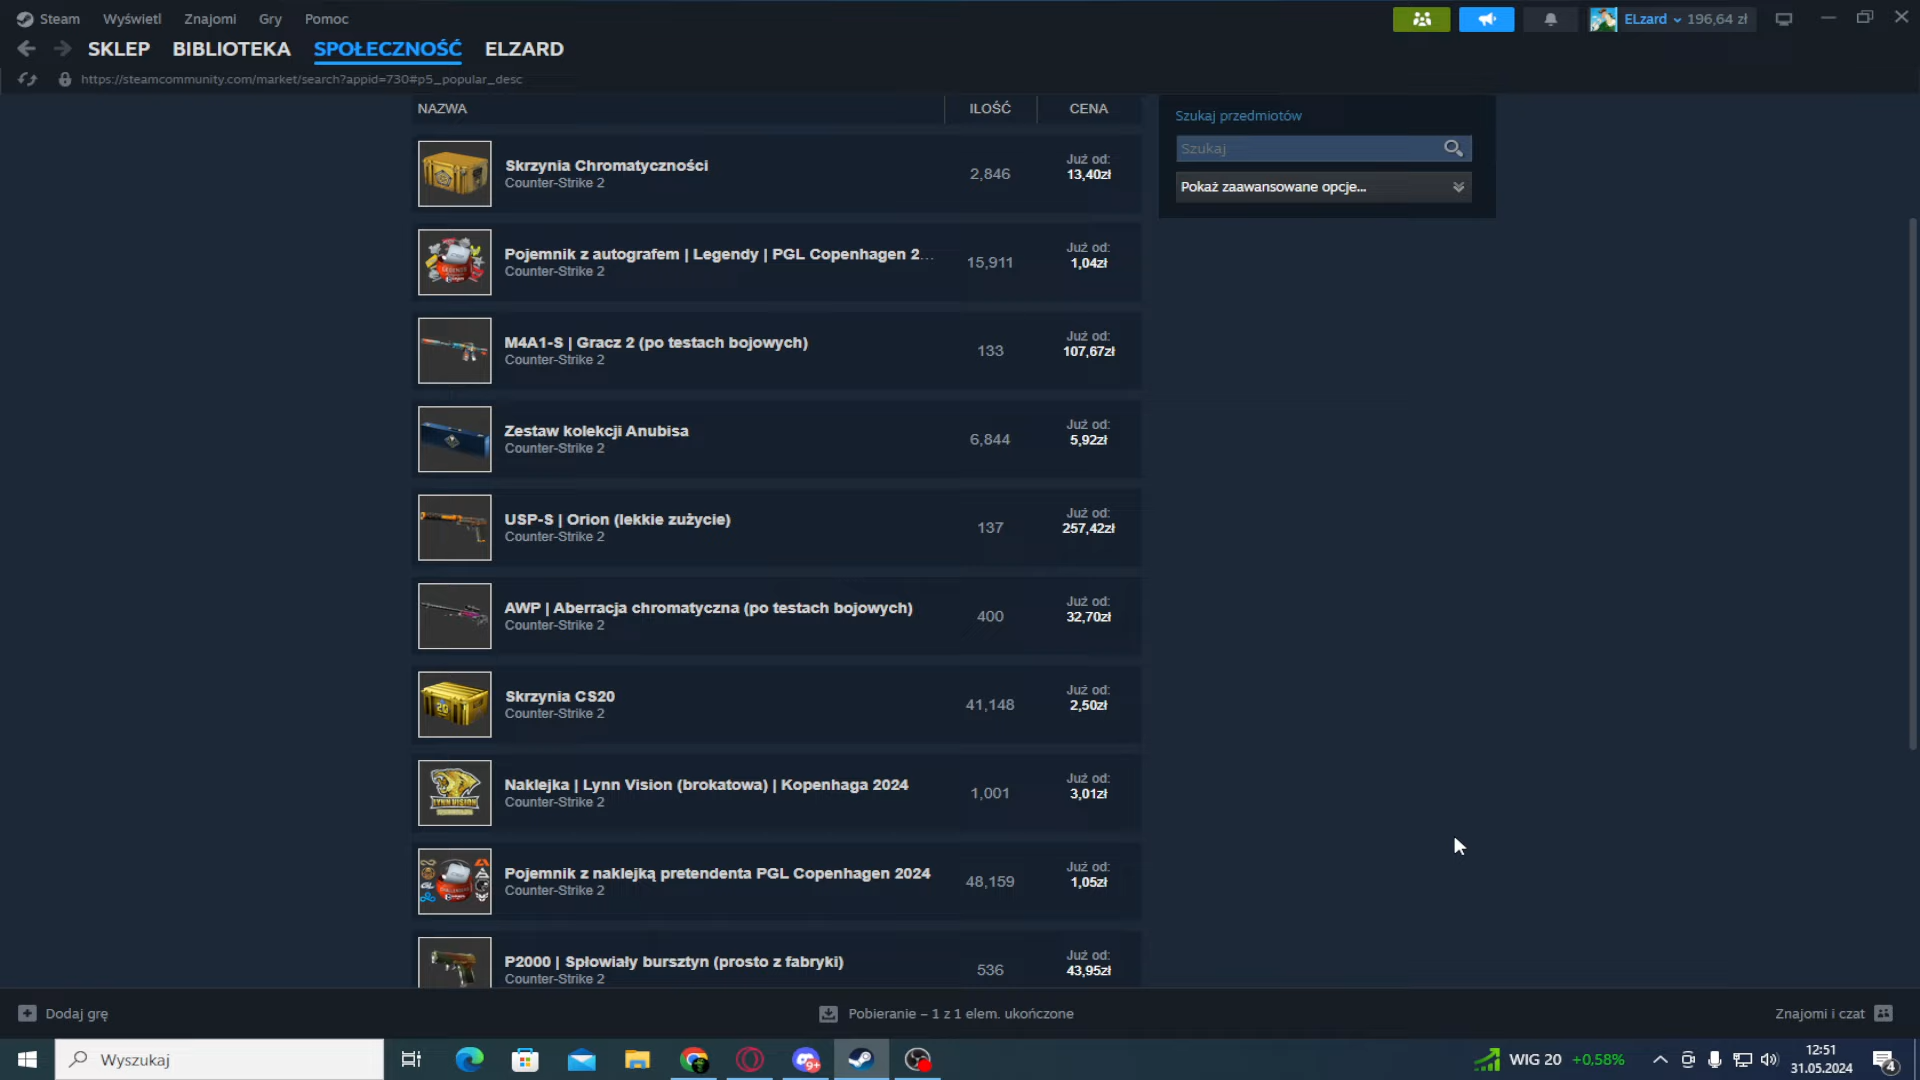 Steam Wyświetl Znajomi Gry Pomoc
ELzard 196,64 zł
SKLEP BIBLIOTEKA SPOŁECZNOŚĆ ELZARD
https://steamcommunity.com/market/search?appid=730#p5_popular_desc
NAZWA ILOŚĆ CENA
Szukaj przedmiotów
Szukaj
Pokaż zaawansowane opcje...
Skrzynia Chromatyczności
Counter-Strike 2
2,846
Już od:
13,40zł
Pojemnik z autografem | Legendy | PGL Copenhagen 2...
Counter-Strike 2
15,911
Już od:
1,04zł
M4A1-S | Gracz 2 (po testach bojowych)
Counter-Strike 2
133
Już od:
107,67zł
Zestaw kolekcji Anubisa
Counter-Strike 2
6,844
Już od:
5,92zł
USP-S | Orion (lekkie zużycie)
Counter-Strike 2
137
Już od:
257,42zł
AWP | Aberracja chromatyczna (po testach bojowych)
Counter-Strike 2
400
Już od:
32,70zł
Skrzynia CS20
Counter-Strike 2
41,148
Już od:
2,50zł
Naklejka | Lynn Vision (brokatowa) | Kopenhaga 2024
Counter-Strike 2
1,001
Już od:
3,01zł
Pojemnik z naklejką pretendenta PGL Copenhagen 2024
Counter-Strike 2
48,159
Już od:
1,05zł
P2000 | Spłowiały bursztyn (prosto z fabryki)
Counter-Strike 2
536
Już od:
43,95zł
Dodaj grę
Pobieranie – 1 z 1 elem. ukończone
Znajomi i czat
Wyszukaj
WIG 20 +0,58%
12:51
31.05.2024
4